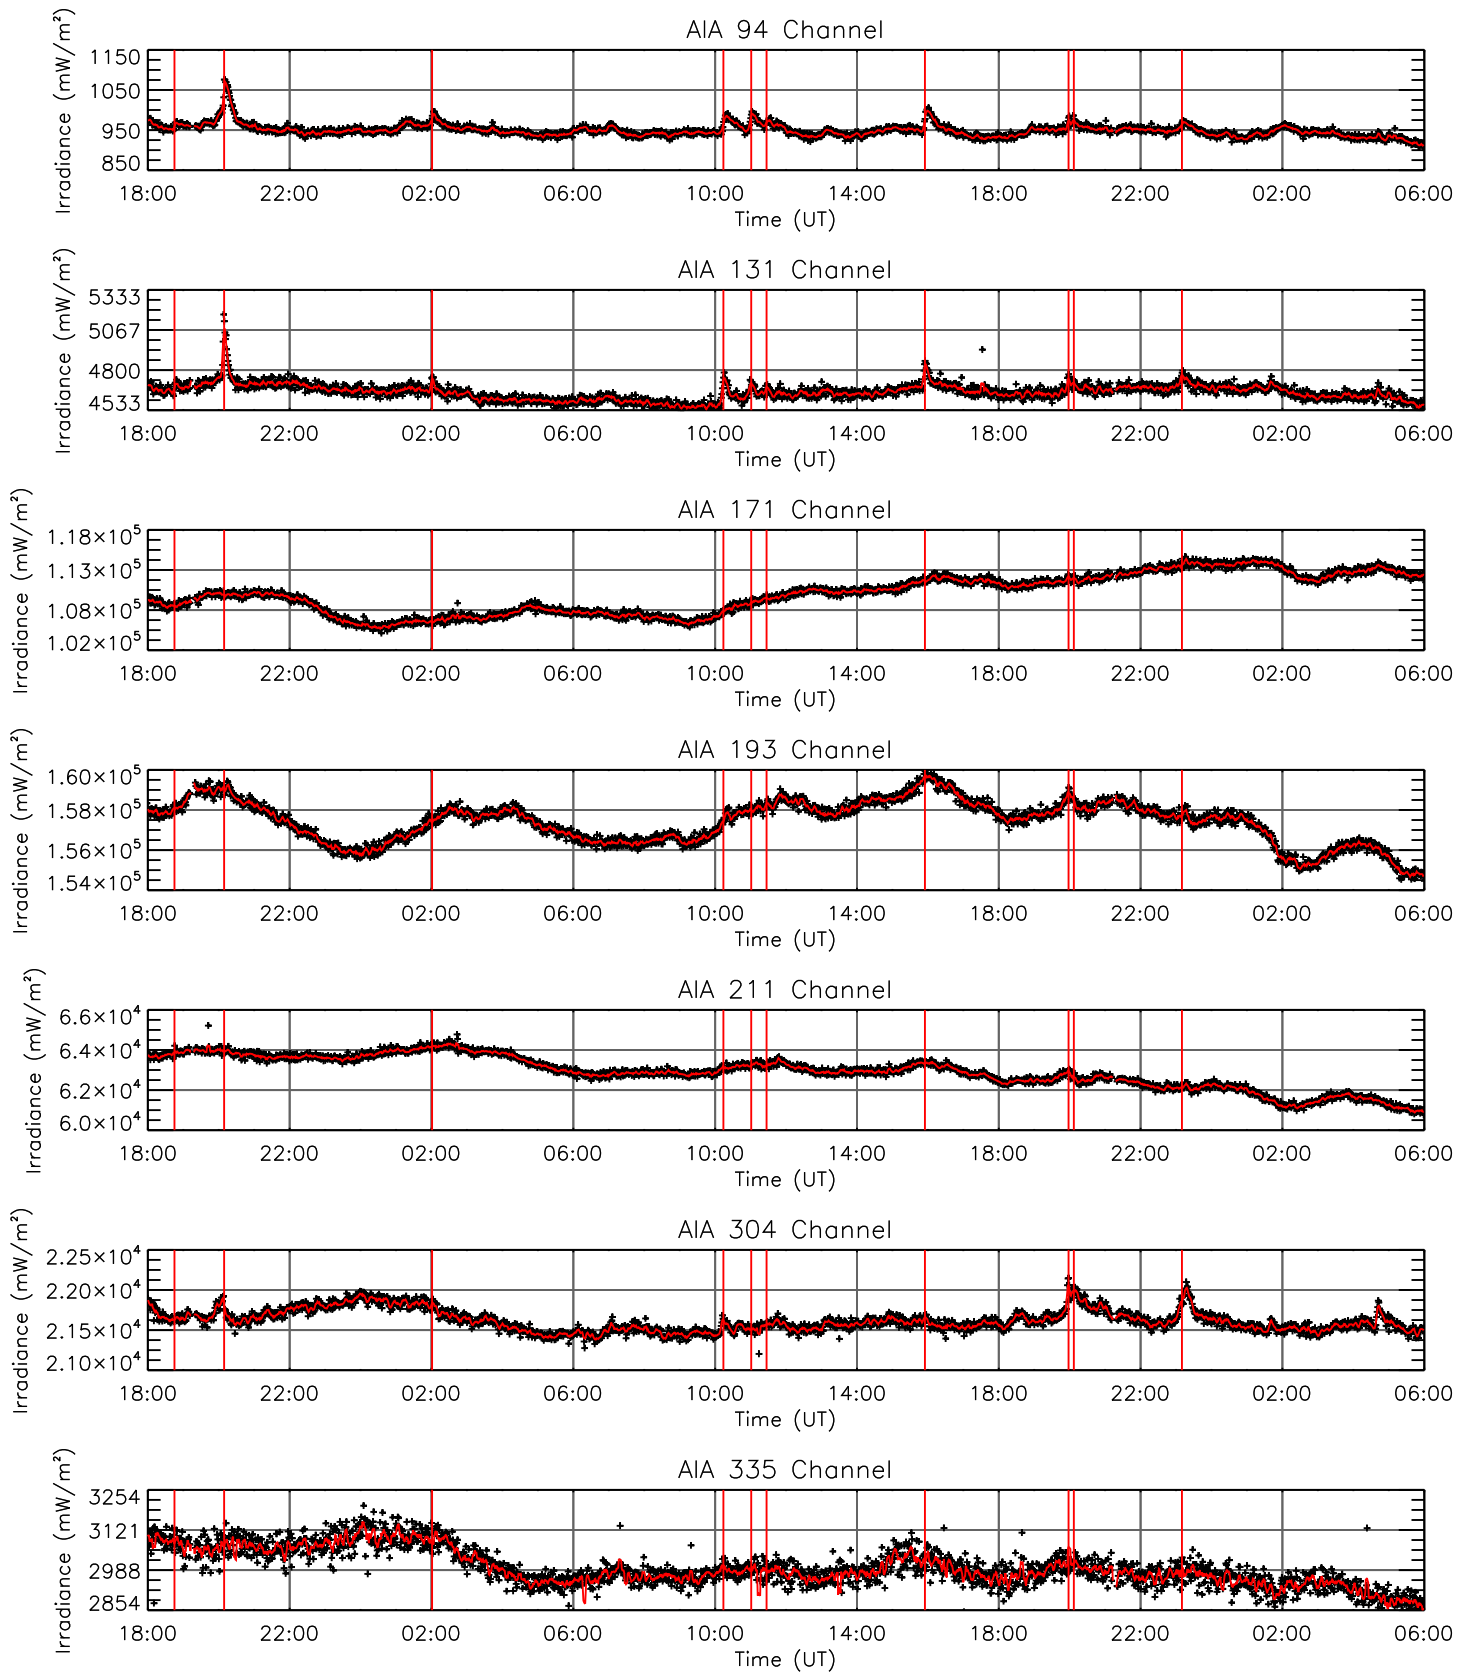 AIA 94 Channel
Irradiance (mW/m²)
1150
1050
950
850
18:00 22:00 02:00 06:00 10:00 14:00 18:00 22:00 02:00 06:00
Time (UT)
AIA 131 Channel
Irradiance (mW/m²)
5333
5067
4800
4533
18:00 22:00 02:00 06:00 10:00 14:00 18:00 22:00 02:00 06:00
Time (UT)
AIA 171 Channel
Irradiance (mW/m²)
1.18×10⁵
1.13×10⁵
1.08×10⁵
1.02×10⁵
18:00 22:00 02:00 06:00 10:00 14:00 18:00 22:00 02:00 06:00
Time (UT)
AIA 193 Channel
Irradiance (mW/m²)
1.60×10⁵
1.58×10⁵
1.56×10⁵
1.54×10⁵
18:00 22:00 02:00 06:00 10:00 14:00 18:00 22:00 02:00 06:00
Time (UT)
AIA 211 Channel
Irradiance (mW/m²)
6.6×10⁴
6.4×10⁴
6.2×10⁴
6.0×10⁴
18:00 22:00 02:00 06:00 10:00 14:00 18:00 22:00 02:00 06:00
Time (UT)
AIA 304 Channel
Irradiance (mW/m²)
2.25×10⁴
2.20×10⁴
2.15×10⁴
2.10×10⁴
18:00 22:00 02:00 06:00 10:00 14:00 18:00 22:00 02:00 06:00
Time (UT)
AIA 335 Channel
Irradiance (mW/m²)
3254
3121
2988
2854
18:00 22:00 02:00 06:00 10:00 14:00 18:00 22:00 02:00 06:00
Time (UT)